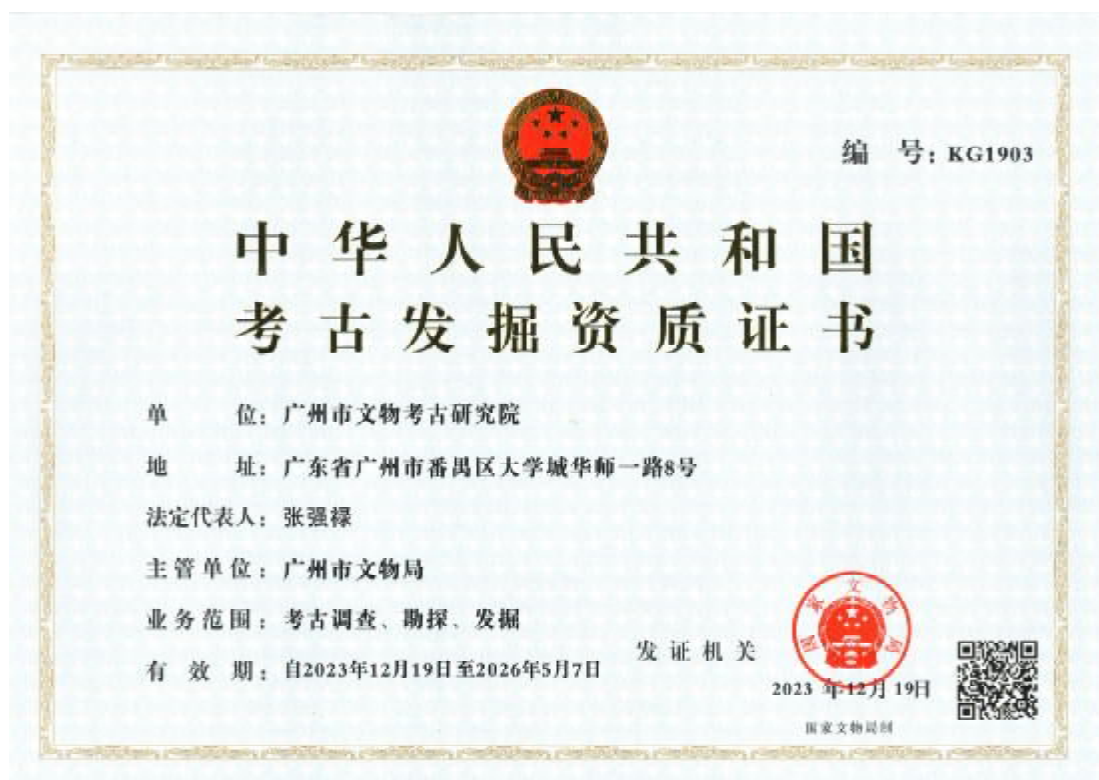 编 号: KG1903
中华人民共和国
考古发掘资质证书
单 位: 广州市文物考古研究院
地 址: 广东省广州市番禺区大学城华师一路8号
法定代表人: 张强禄
主管单位: 广州市文物局
业务范围: 考古调查、勘探、发掘
有 效 期: 自2023年12月19日至2026年5月7日
发证机关
国家文物局
2023 年 12月 19日
国家文物局制